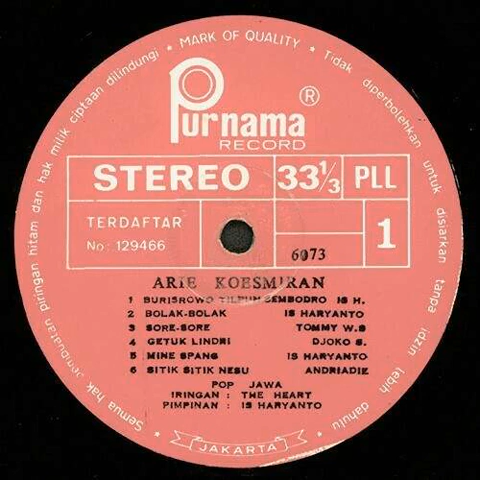 ★ MARK OF QUALITY ★
Semua hak pembuatan piringan hitam dan hak milik ciptaan dilindungi
Tidak diperbolehkan untuk disiarkan tanpa idzin lebih dahulu
Purnama ®
RECORD
STEREO 33⅓ PLL
TERDAFTAR
No: 129466
6073
1
ARIE KOESMIRAN
1 BURISROWO SEMBODRO IS H.
2 BOLAK-BOLAK IS HARYANTO
3 SORE-SORE TOMMY W.S
4 GETUK LINDRI DJOKO S.
5 MINE SPANG IS HARYANTO
6 SITIK SITIK NESU ANDRIADIE
POP JAWA
IRINGAN : THE HEART
PIMPINAN : IS HARYANTO
JAKARTA